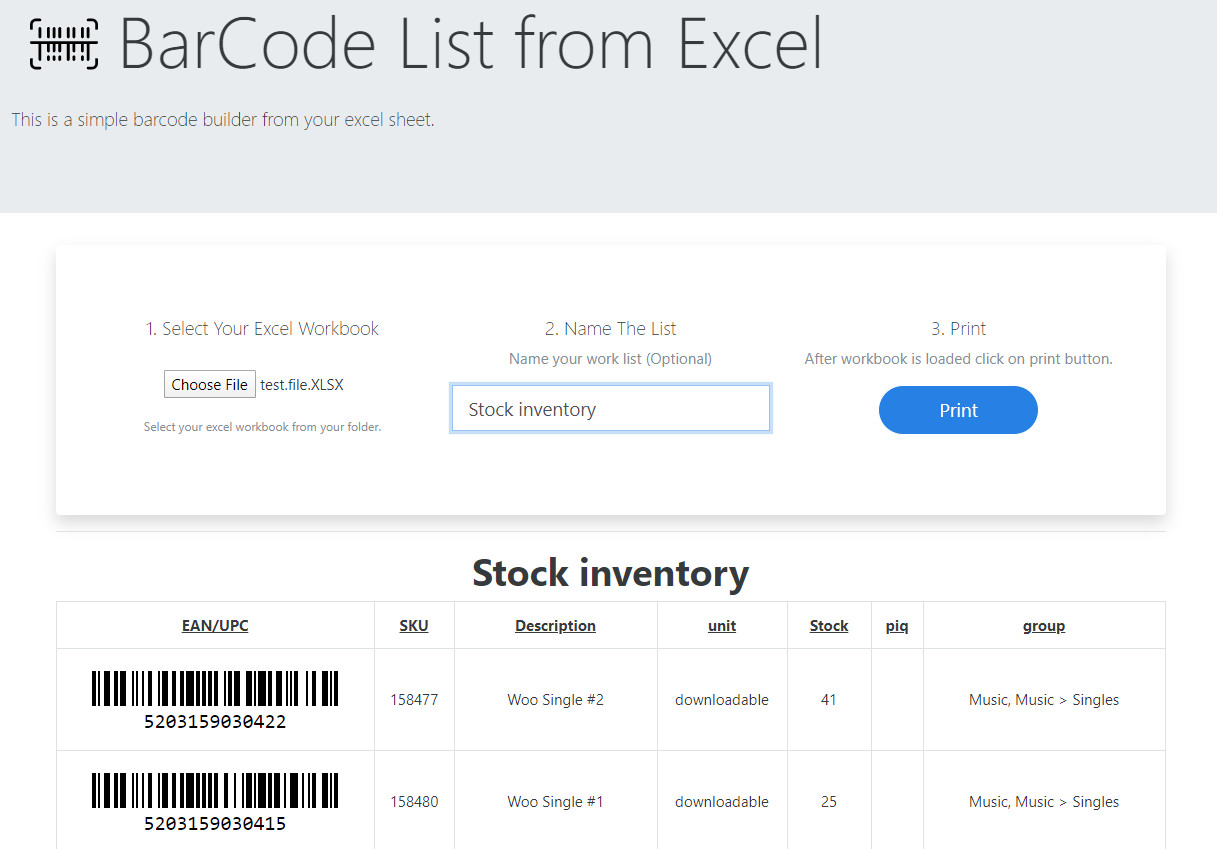 BarCode List from Excel
This is a simple barcode builder from your excel sheet.
1. Select Your Excel Workbook
Choose File test.file.XLSX
Select your excel workbook from your folder.
2. Name The List
Name your work list (Optional)
Stock inventory
3. Print
After workbook is loaded click on print button.
Print
Stock inventory
EAN/UPC SKU Description unit Stock piq group
5203159030422 158477 Woo Single #2 downloadable 41 Music, Music > Singles
5203159030415 158480 Woo Single #1 downloadable 25 Music, Music > Singles